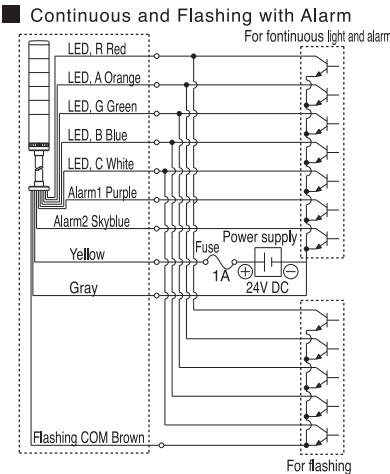 Continuous and Flashing with Alarm
For fontinuous light and alarm
LED, R Red
LED, A Orange
LED, G Green
LED, B Blue
LED, C White
Alarm1 Purple
Alarm2 Skyblue
Yellow
Fuse
Power supply
1A
+
−
24V DC
Gray
Flashing COM Brown
For flashing